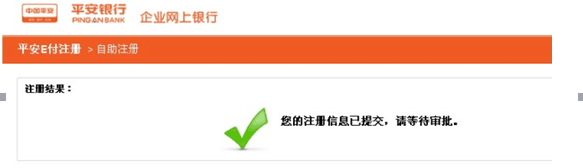 中国平安
平安银行
PING AN BANK
企业网上银行
平安E付注册 > 自助注册
注册结果：
您的注册信息已提交，请等待审批。